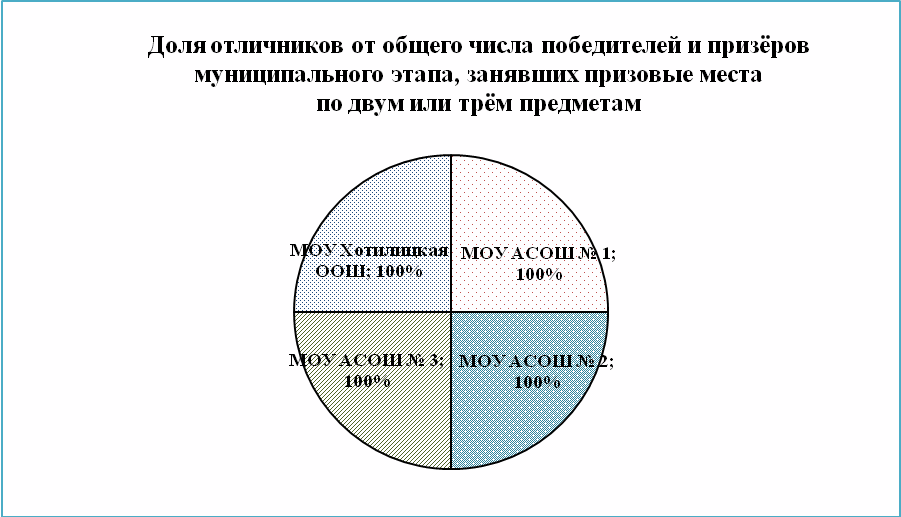 Доля отличников от общего числа победителей и призёров
муниципального этапа, занявших призовые места
по двум или трём предметам
МОУ Хотилицкая
ООШ; 100%
МОУ АСОШ № 1;
100%
МОУ АСОШ № 3;
100%
МОУ АСОШ № 2;
100%